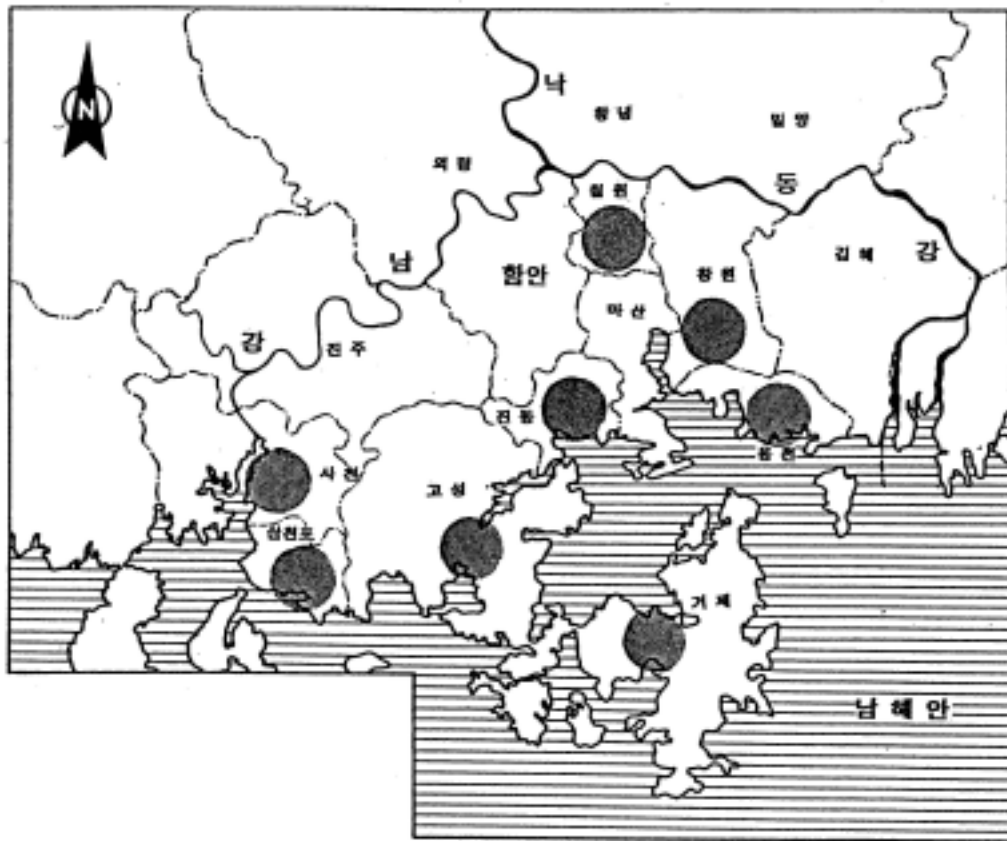 N
낙
창녕
밀양
의령
동
칠원
남
함안
창원
김해
강
마산
강
진주
진동
웅천
사천
고성
삼천포
거제
남해안